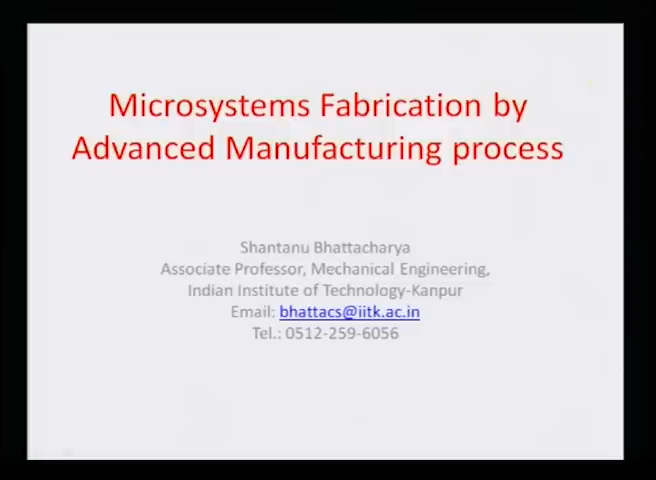 Microsystems Fabrication by
Advanced Manufacturing process
Shantanu Bhattacharya
Associate Professor, Mechanical Engineering,
Indian Institute of Technology-Kanpur
Email: bhattacs@iitk.ac.in
Tel.: 0512-259-6056